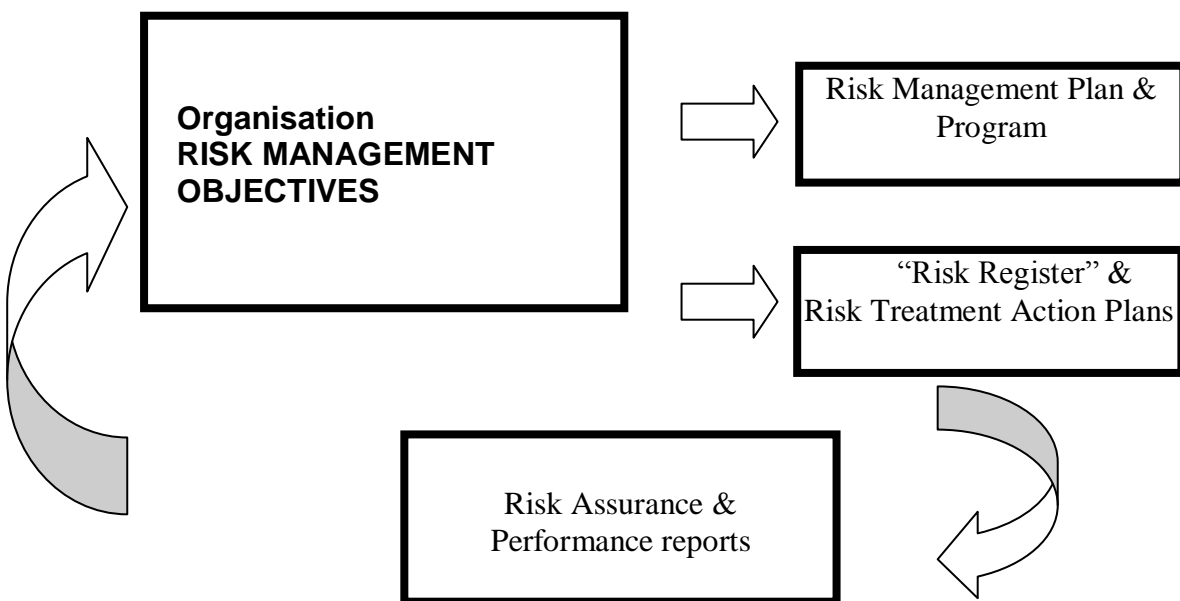 Organisation
RISK MANAGEMENT
OBJECTIVES
Risk Management Plan &
Program
“Risk Register” &
Risk Treatment Action Plans
Risk Assurance &
Performance reports